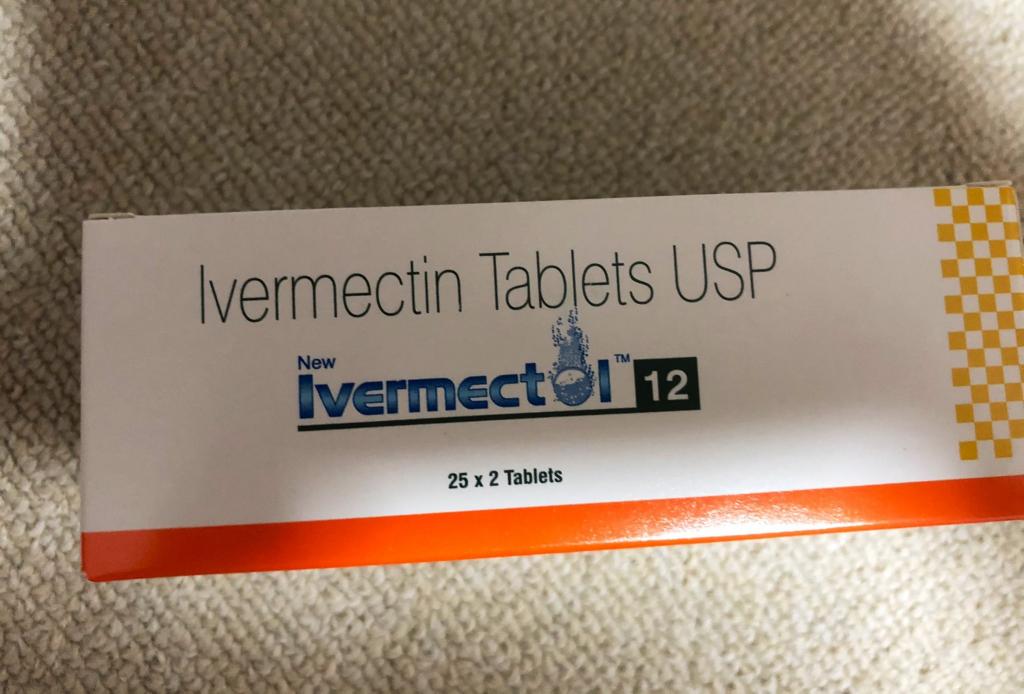 Ivermectin Tablets USP
New
Ivermectol™ 12
25 x 2 Tablets